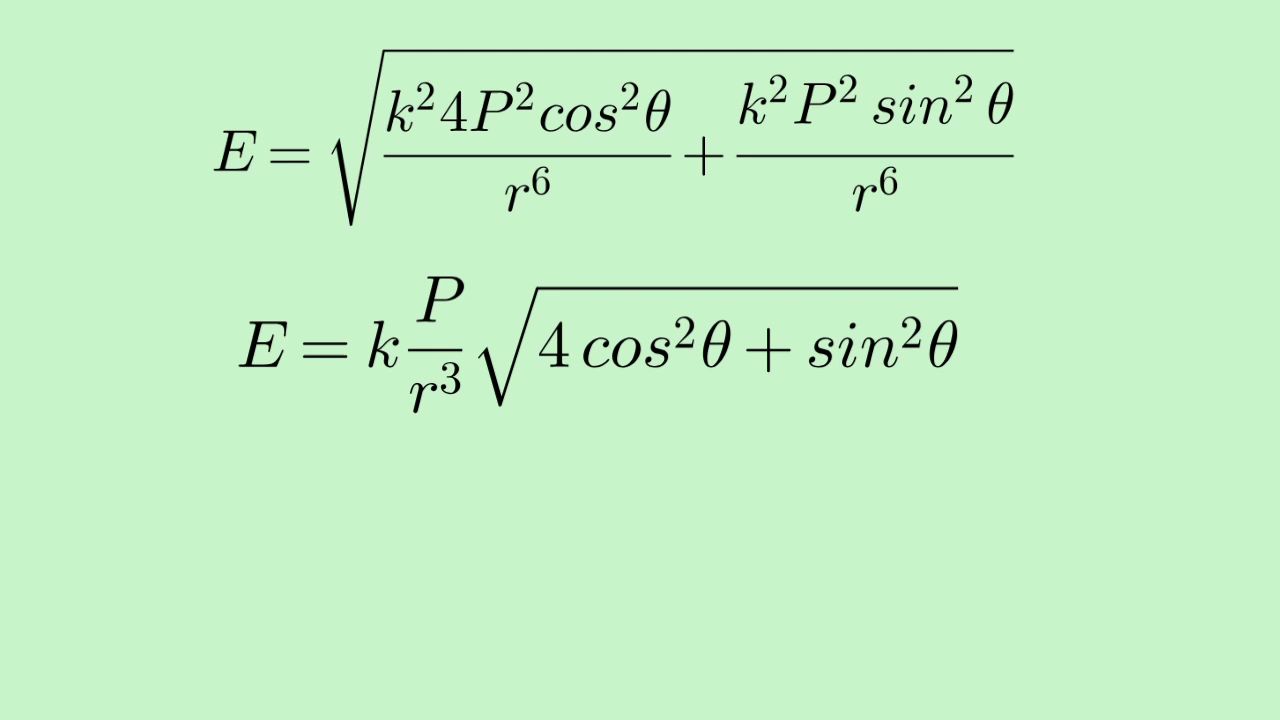 E = √(k²4P²cos²θ/r⁶ + k²P² sin² θ/r⁶)
E = k P/r³ √(4 cos²θ + sin²θ)